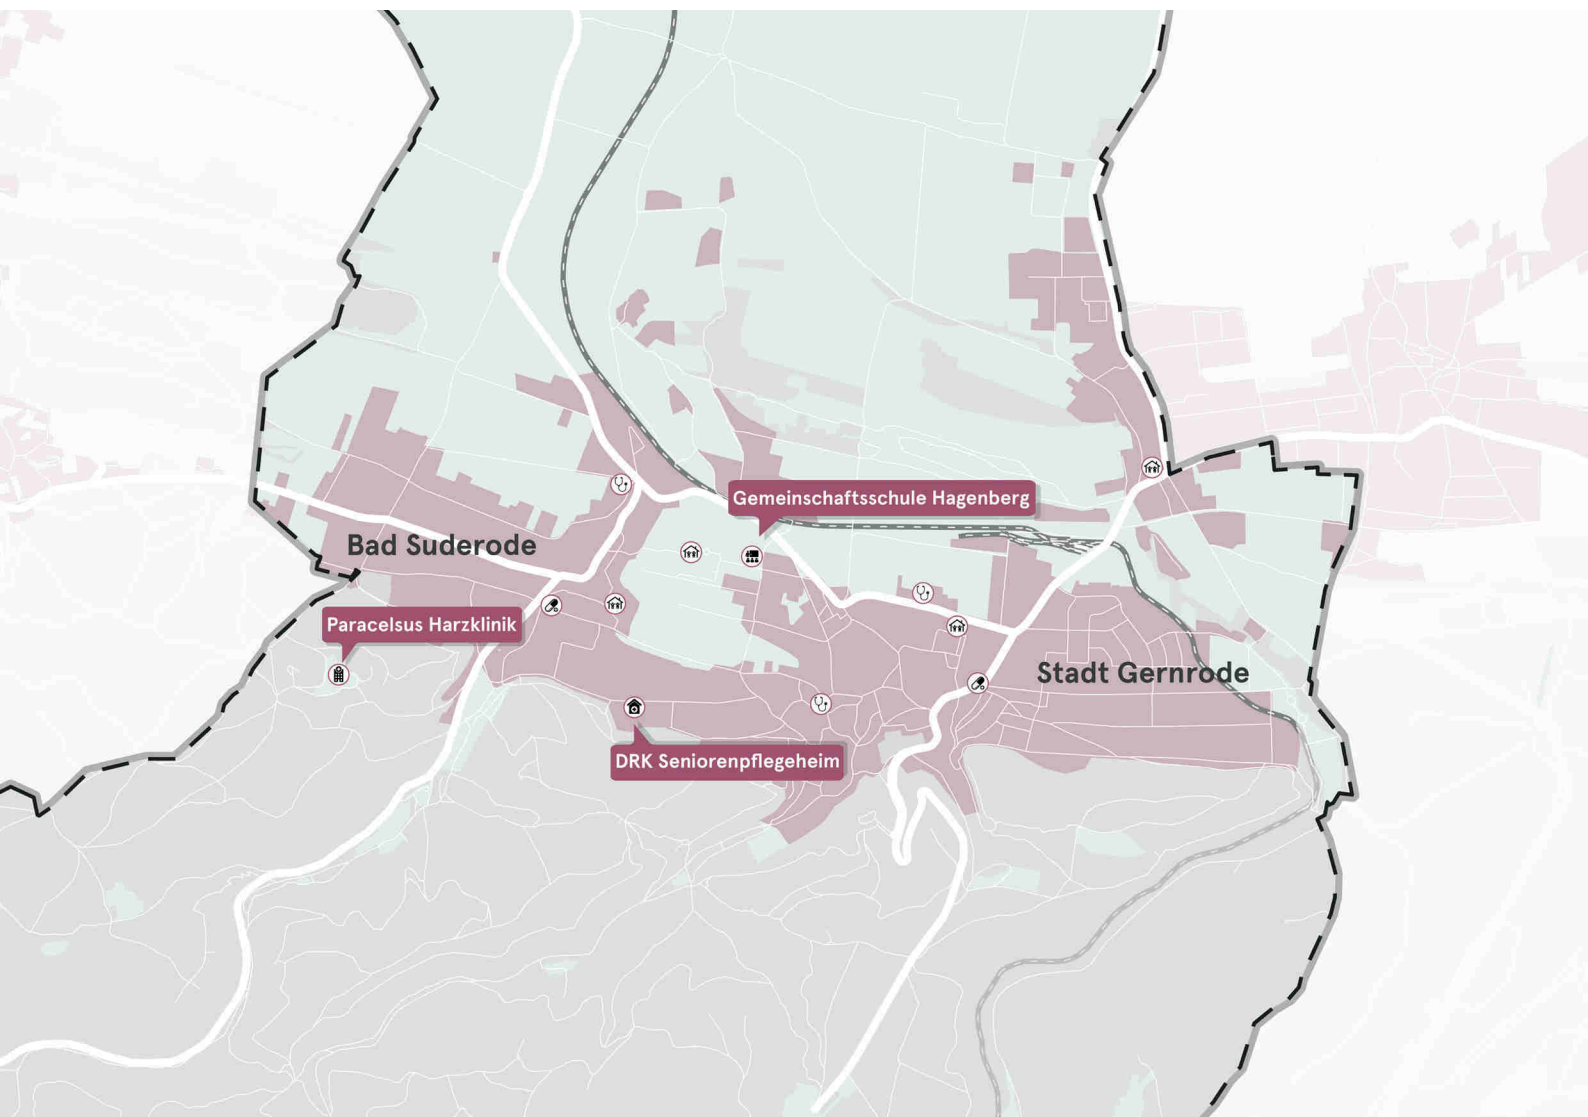 Gemeinschaftsschule Hagenberg
Bad Suderode
Paracelsus Harzklinik
Stadt Gernrode
DRK Seniorenpflegeheim